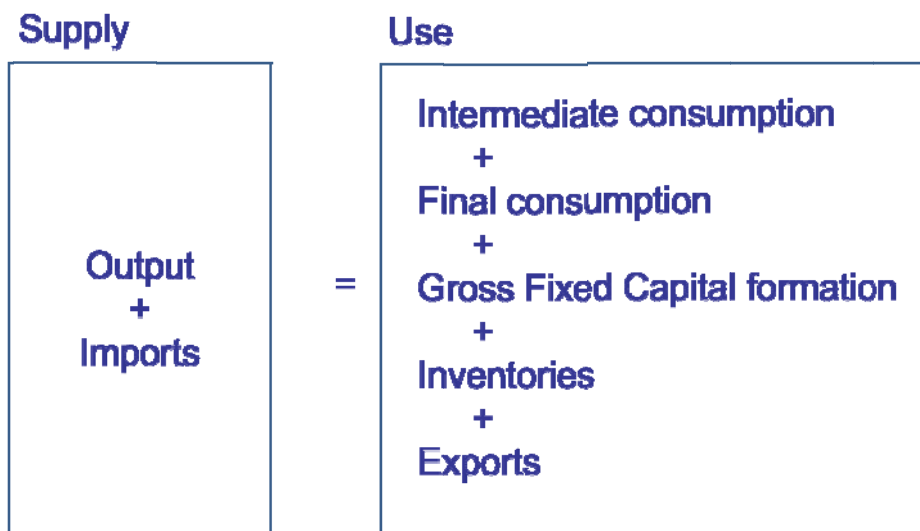 Supply
Output
+
Imports
=
Use
Intermediate consumption
+
Final consumption
+
Gross Fixed Capital formation
+
Inventories
+
Exports